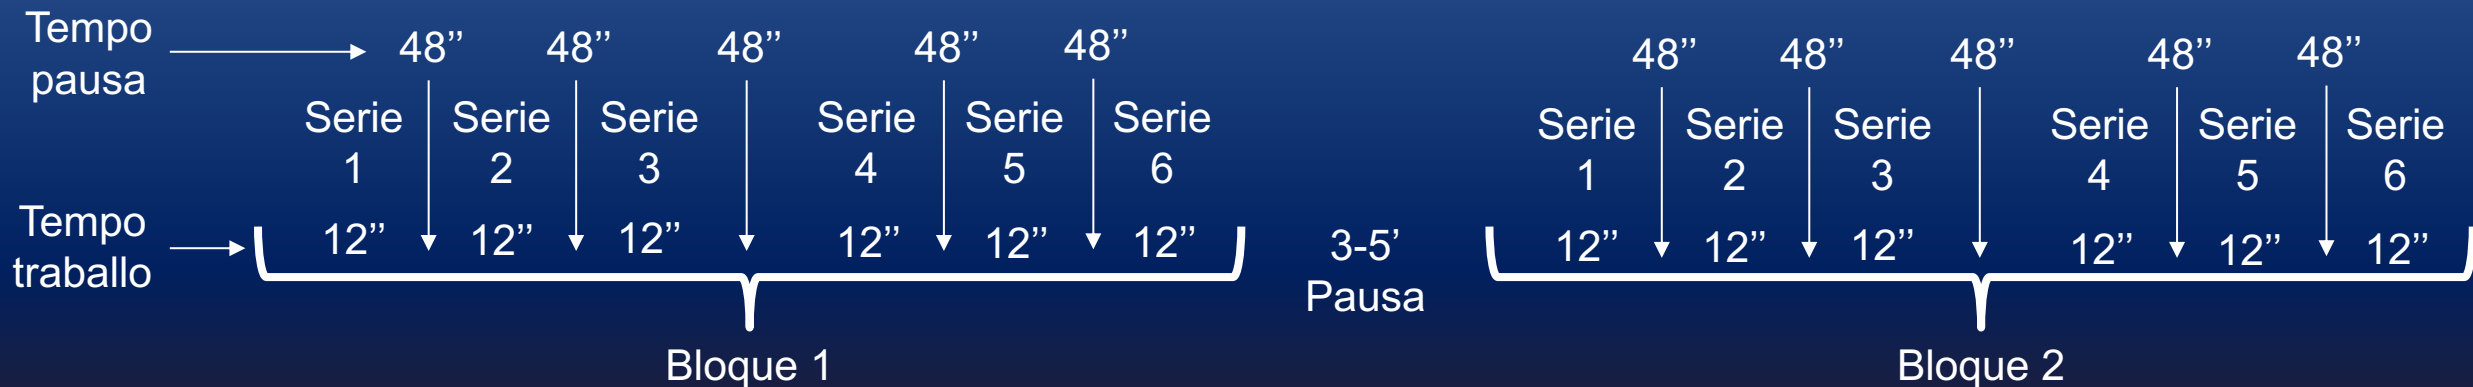 Tempo
pausa
48’’ 48’’ 48’’ 48’’ 48’’
48’’ 48’’ 48’’ 48’’ 48’’
Serie Serie Serie Serie Serie Serie
1 2 3 4 5 6
Serie Serie Serie Serie Serie Serie
1 2 3 4 5 6
Tempo
traballo
12’’ 12’’ 12’’ 12’’ 12’’ 12’’
3-5’
Pausa
12’’ 12’’ 12’’ 12’’ 12’’ 12’’
Bloque 1
Bloque 2